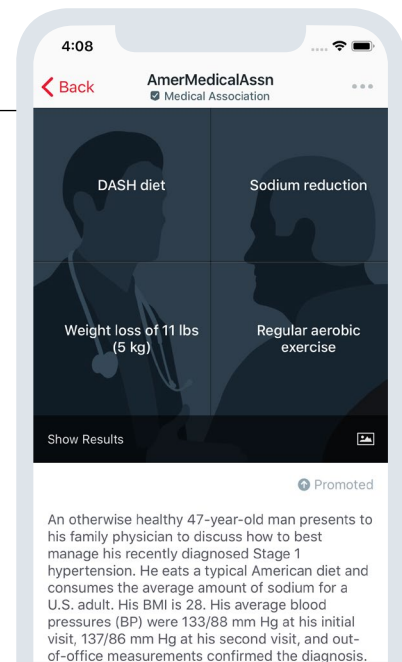 4:08
Back
AmerMedicalAssn
Medical Association
DASH diet
Sodium reduction
Weight loss of 11 lbs
(5 kg)
Regular aerobic
exercise
Show Results
Promoted
An otherwise healthy 47-year-old man presents to
his family physician to discuss how to best
manage his recently diagnosed Stage 1
hypertension. He eats a typical American diet and
consumes the average amount of sodium for a
U.S. adult. His BMI is 28. His average blood
pressures (BP) were 133/88 mm Hg at his initial
visit, 137/86 mm Hg at his second visit, and out-
of-office measurements confirmed the diagnosis.